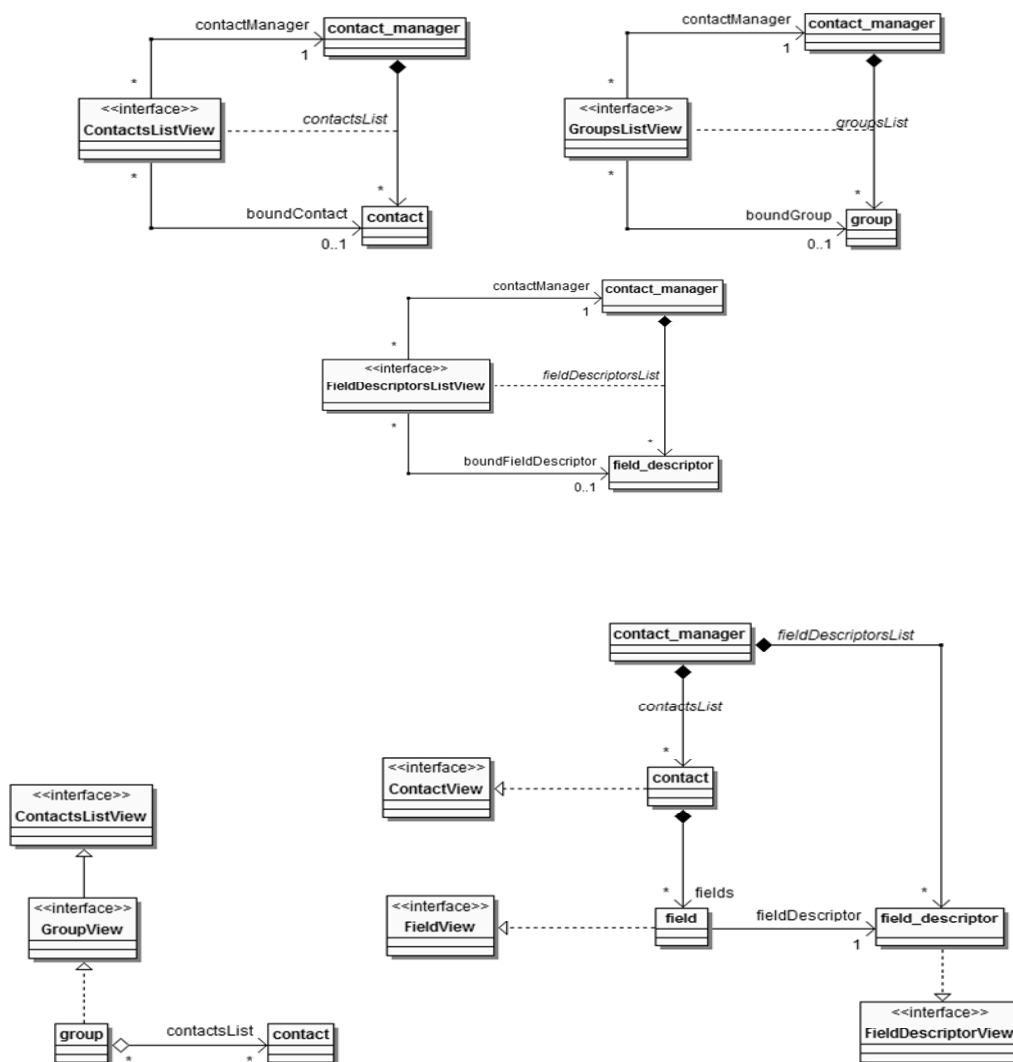 contactManager
contact_manager
1
*
<<interface>>
ContactsListView
contactsList
*
*
boundContact
contact
0..1
contactManager
contact_manager
1
*
<<interface>>
GroupsListView
groupsList
*
*
boundGroup
group
0..1
contactManager
contact_manager
1
*
<<interface>>
FieldDescriptorsListView
fieldDescriptorsList
*
*
boundFieldDescriptor
field_descriptor
0..1
contact_manager
fieldDescriptorsList
contactsList
*
<<interface>>
ContactView
contact
<<interface>>
ContactsListView
<<interface>>
GroupView
group
contactsList
contact
*
*
* fields
*
<<interface>>
FieldView
field
fieldDescriptor
field_descriptor
1
<<interface>>
FieldDescriptorView